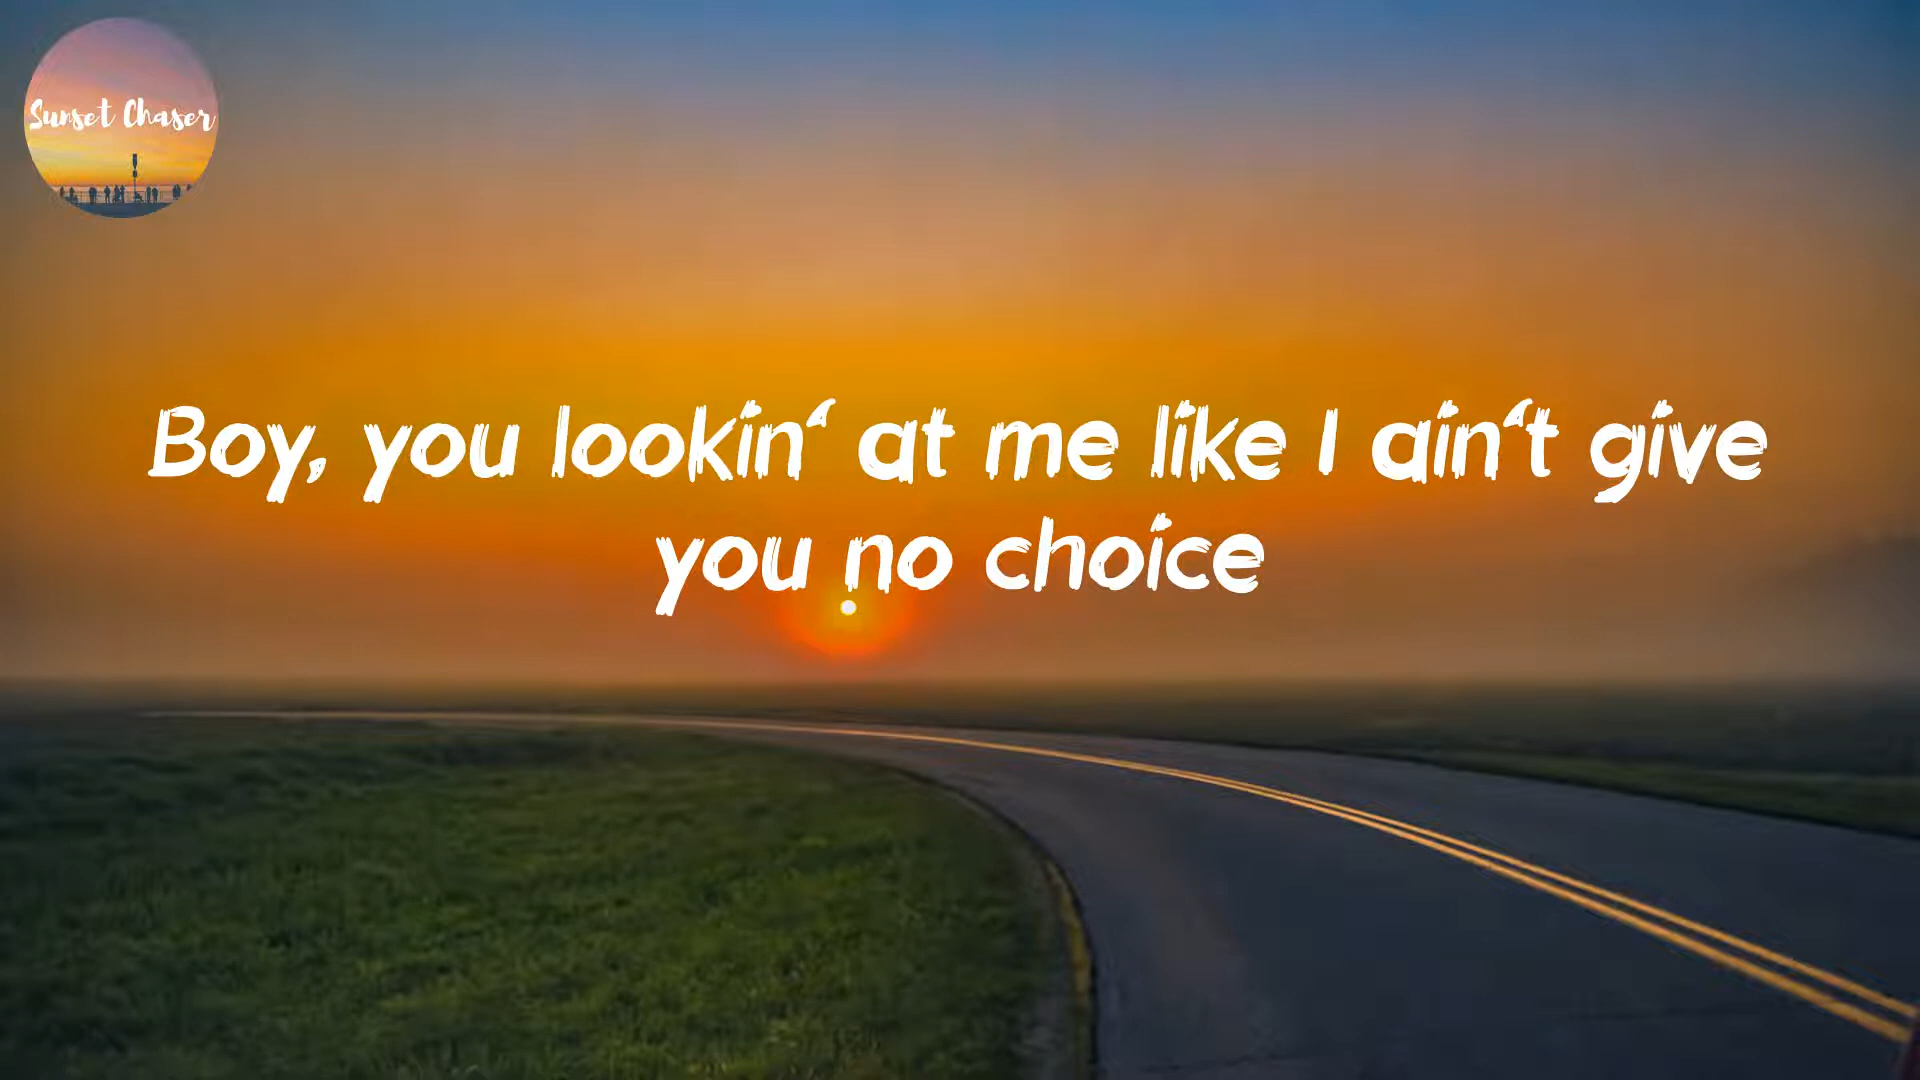 Sunset Chaser
Boy, you lookin‘ at me like I ain‘t give
you no choice